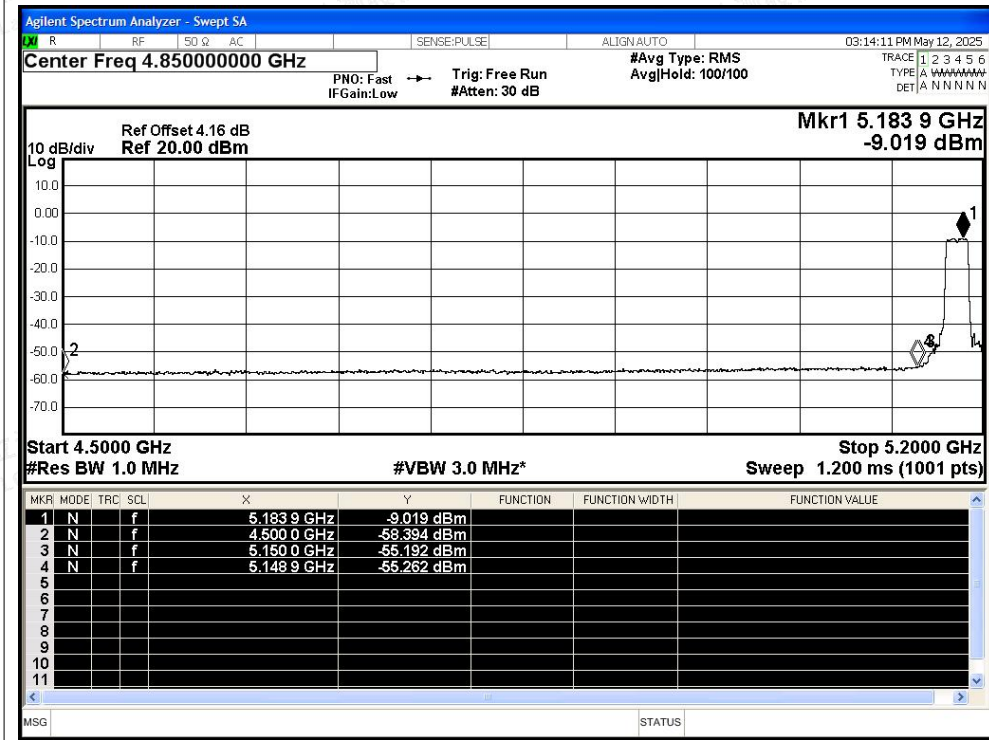 Agilent Spectrum Analyzer - Swept SA
LXI R RF 50 Ω AC SENSE:PULSE ALIGN AUTO 03:14:11 PM May 12, 2025
Center Freq 4.850000000 GHz #Avg Type: RMS TRACE 1 2 3 4 5 6
PNO: Fast Trig: Free Run Avg|Hold: 100/100 TYPE A WWWWW
IFGain:Low #Atten: 30 dB DET A N N N N N
Mkr1 5.183 9 GHz
Ref Offset 4.16 dB
10 dB/div Ref 20.00 dBm -9.019 dBm
Log
10.0
0.00
1
-10.0
-20.0
-30.0
-40.0
-50.0 2 4
-60.0
-70.0
Start 4.5000 GHz Stop 5.2000 GHz
#Res BW 1.0 MHz #VBW 3.0 MHz* Sweep 1.200 ms (1001 pts)
MKR MODE TRC SCL X Y FUNCTION FUNCTION WIDTH FUNCTION VALUE
1 N f 5.183 9 GHz -9.019 dBm
2 N f 4.500 0 GHz -58.394 dBm
3 N f 5.150 0 GHz -55.192 dBm
4 N f 5.148 9 GHz -55.262 dBm
5
6
7
8
9
10
11
MSG STATUS